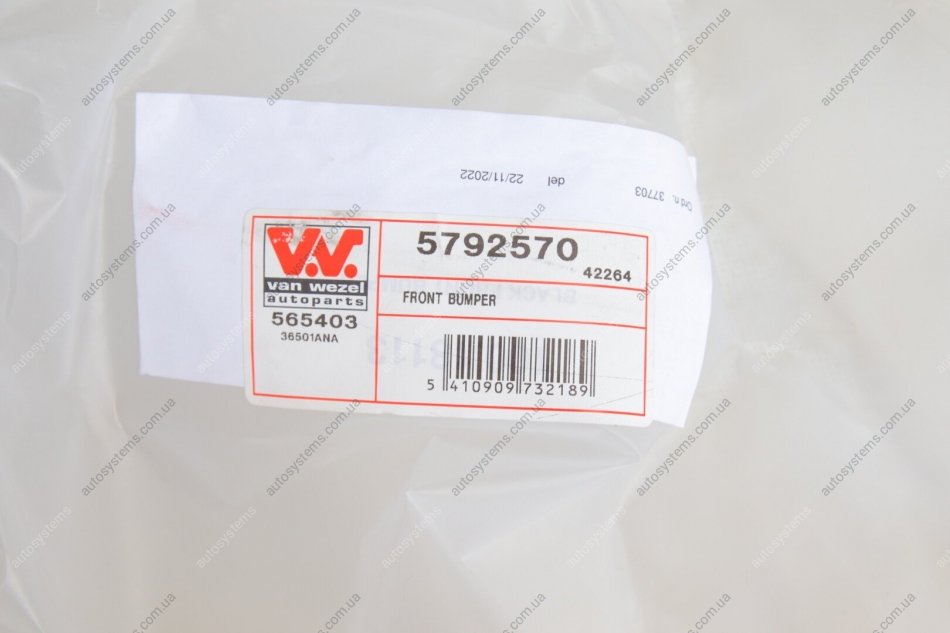 Ord n. 37703 del 22/11/2022
V.W.
van wezel
autoparts
565403
36501ANA
5792570
42264
FRONT BUMPER
5 410909 732189
autosystems.com.ua